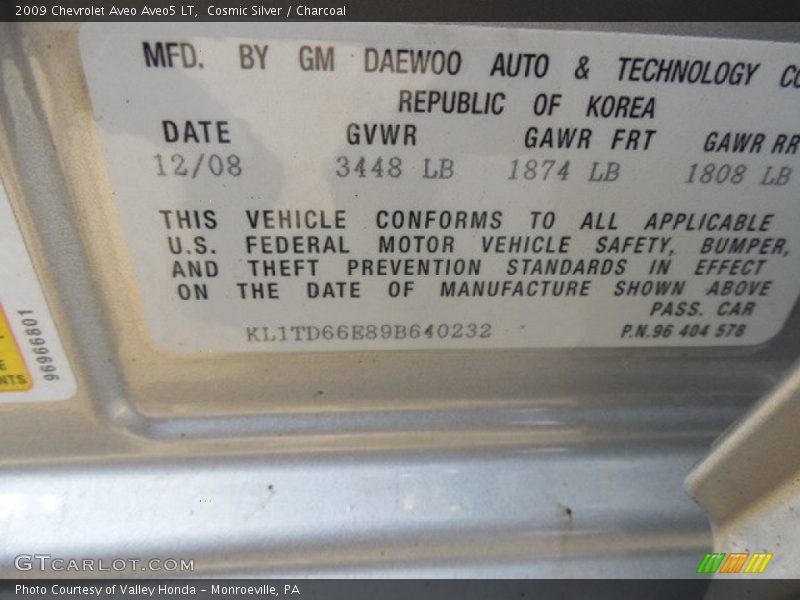 2009 Chevrolet Aveo Aveo5 LT, Cosmic Silver / Charcoal
MFD. BY GM DAEWOO AUTO & TECHNOLOGY CO
REPUBLIC OF KOREA
DATE GVWR GAWR FRT GAWR RR
12/08 3448 LB 1874 LB 1808 LB
THIS VEHICLE CONFORMS TO ALL APPLICABLE
U.S. FEDERAL MOTOR VEHICLE SAFETY, BUMPER,
AND THEFT PREVENTION STANDARDS IN EFFECT
ON THE DATE OF MANUFACTURE SHOWN ABOVE
PASS. CAR
KL1TD66E89B640232 P.N.96 404 578
96966801
NTS
GTCARLOT.COM
Photo Courtesy of Valley Honda - Monroeville, PA